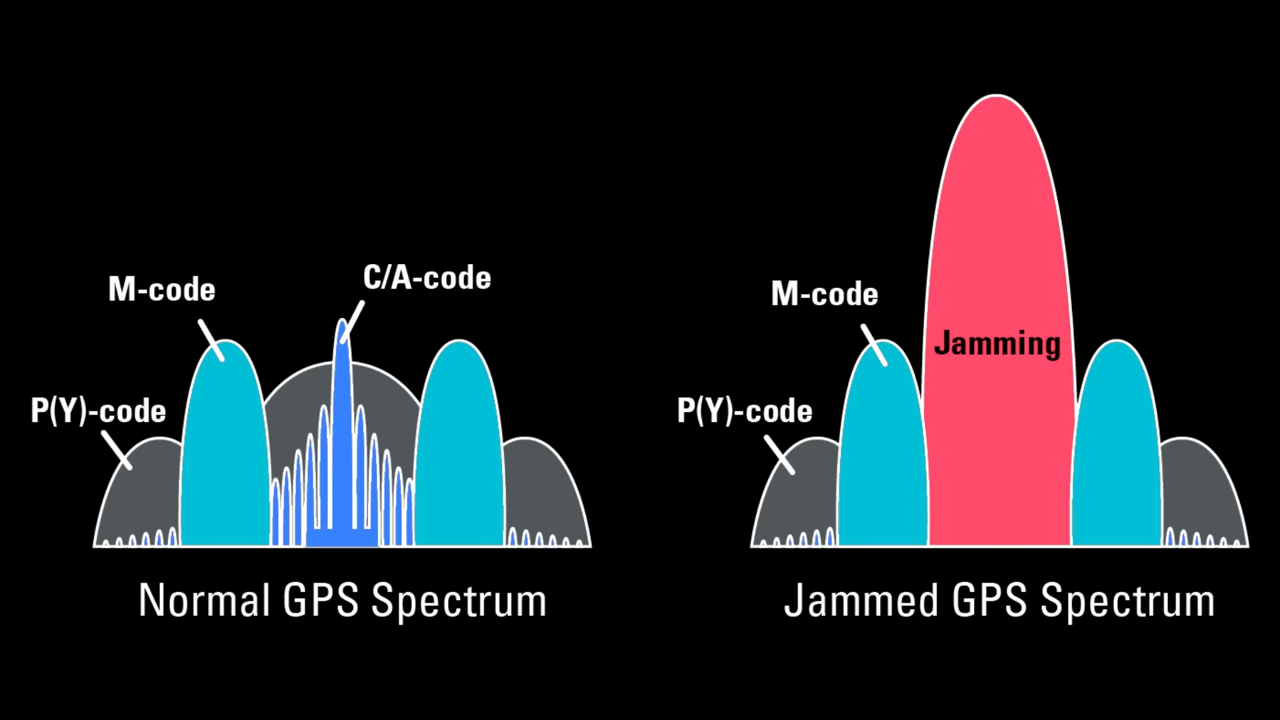 M-code
C/A-code
P(Y)-code
Normal GPS Spectrum
M-code
Jamming
P(Y)-code
Jammed GPS Spectrum